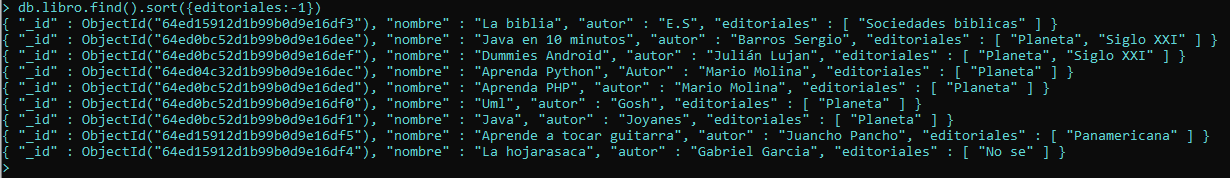 > db.libro.find().sort({editoriales:-1})
{ "_id" : ObjectId("64ed15912d1b99b0d9e16df3"), "nombre" : "La biblia", "autor" : "E.S", "editoriales" : [ "Sociedades biblicas" ] }
{ "_id" : ObjectId("64ed0bc52d1b99b0d9e16dee"), "nombre" : "Java en 10 minutos", "autor" : "Barros Sergio", "editoriales" : [ "Planeta", "Siglo XXI" ] }
{ "_id" : ObjectId("64ed0bc52d1b99b0d9e16def"), "nombre" : "Dummies Android", "autor" : "Julián Lujan", "editoriales" : [ "Planeta", "Siglo XXI" ] }
{ "_id" : ObjectId("64ed04c32d1b99b0d9e16dec"), "nombre" : "Aprenda Python", "Autor" : "Mario Molina", "editoriales" : [ "Planeta" ] }
{ "_id" : ObjectId("64ed0bc52d1b99b0d9e16ded"), "nombre" : "Aprenda PHP", "autor" : "Mario Molina", "editoriales" : [ "Planeta" ] }
{ "_id" : ObjectId("64ed0bc52d1b99b0d9e16df0"), "nombre" : "Uml", "autor" : "Gosh", "editoriales" : [ "Planeta" ] }
{ "_id" : ObjectId("64ed0bc52d1b99b0d9e16df1"), "nombre" : "Java", "autor" : "Joyanes", "editoriales" : [ "Planeta" ] }
{ "_id" : ObjectId("64ed15912d1b99b0d9e16df5"), "nombre" : "Aprende a tocar guitarra", "autor" : "Juancho Pancho", "editoriales" : [ "Panamericana" ] }
{ "_id" : ObjectId("64ed15912d1b99b0d9e16df4"), "nombre" : "La hojarasaca", "autor" : "Gabriel Garcia", "editoriales" : [ "No se" ] }
>